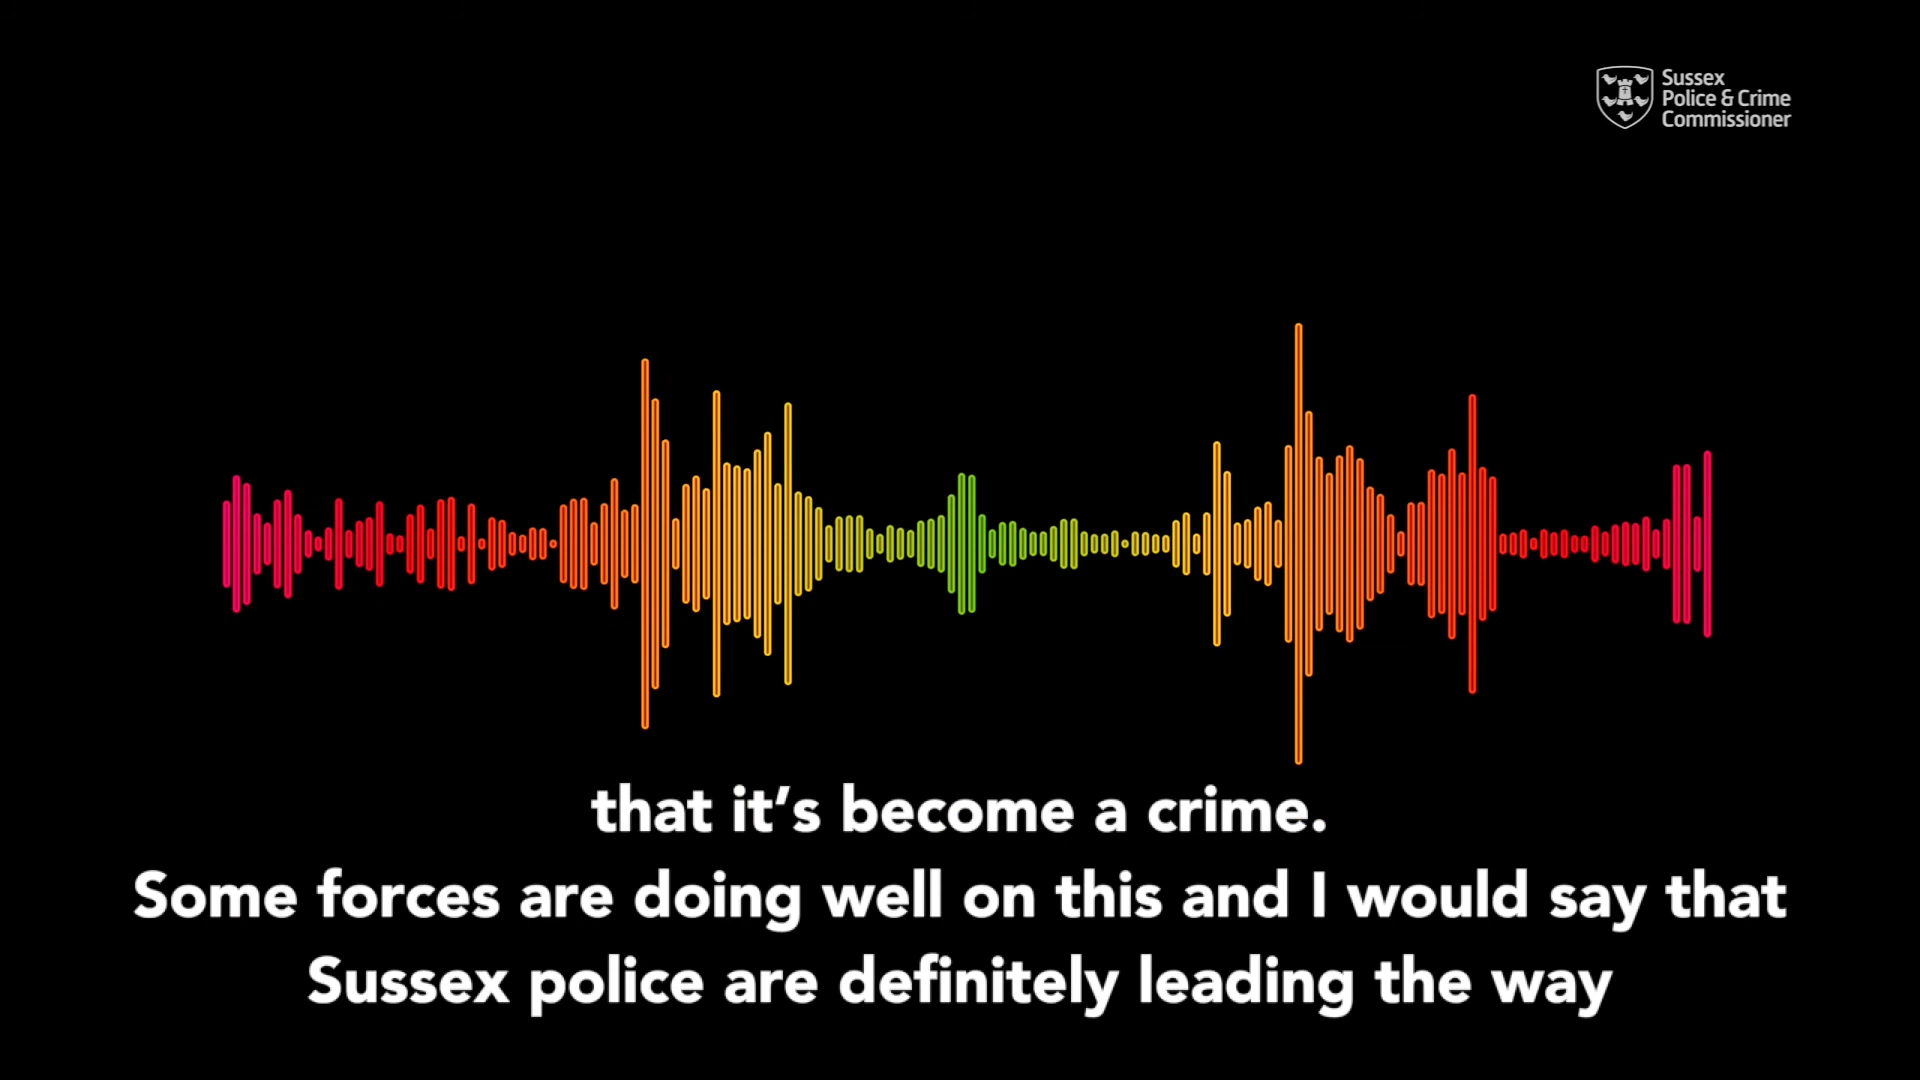 Sussex
Police & Crime
Commissioner
that it's become a crime.
Some forces are doing well on this and I would say that
Sussex police are definitely leading the way